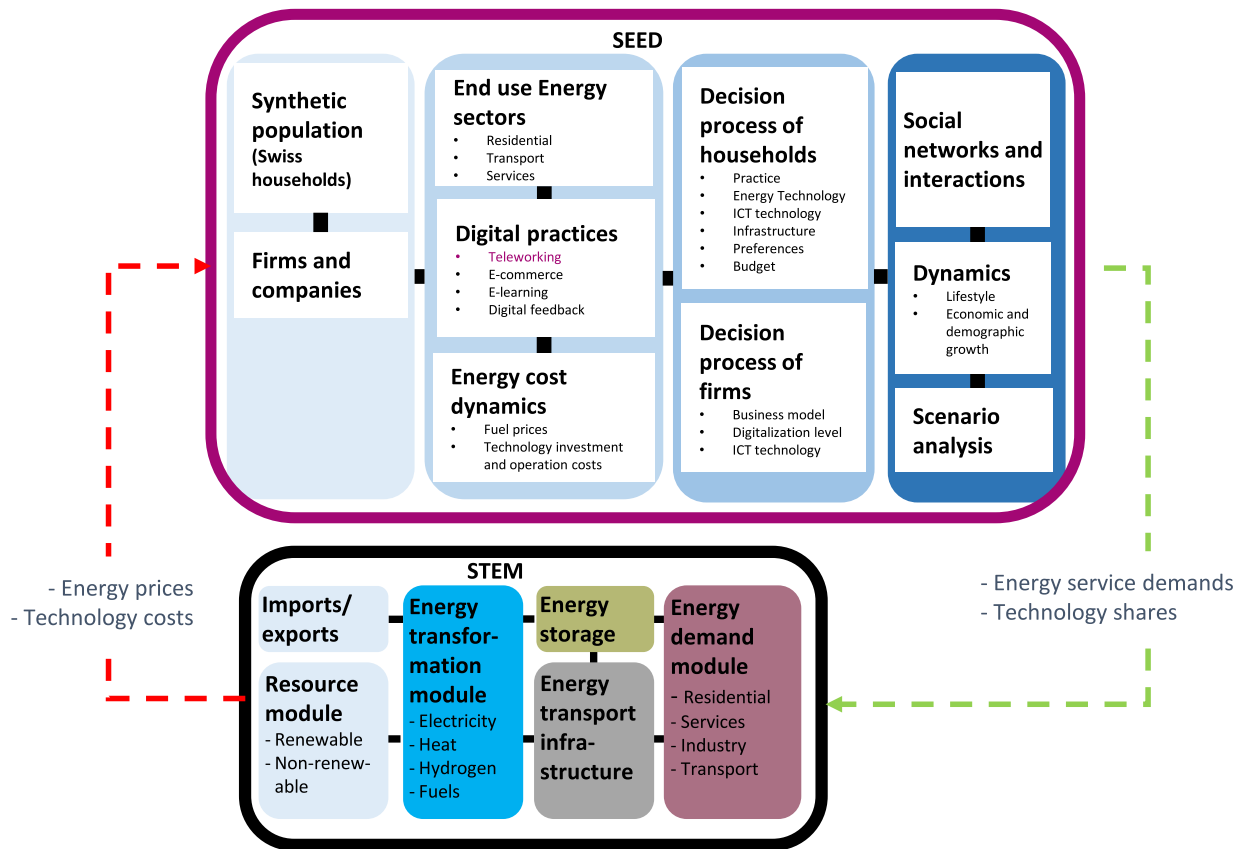 SEED
Synthetic
population
(Swiss
households)
Firms and
companies
End use Energy
sectors
• Residential
• Transport
• Services
Digital practices
• Teleworking
• E-commerce
• E-learning
• Digital feedback
Energy cost
dynamics
• Fuel prices
• Technology investment
and operation costs
Decision
process of
households
• Practice
• Energy Technology
• ICT technology
• Infrastructure
• Preferences
• Budget
Decision
process of
firms
• Business model
• Digitalization level
• ICT technology
Social
networks and
interactions
Dynamics
• Lifestyle
• Economic and
demographic
growth
Scenario
analysis
- Energy prices
- Technology costs
- Energy service demands
- Technology shares
STEM
Imports/
exports
Resource
module
- Renewable
- Non-renew-
able
Energy
transfor-
mation
module
- Electricity
- Heat
- Hydrogen
- Fuels
Energy
storage
Energy
transport
infra-
structure
Energy
demand
module
- Residential
- Services
- Industry
- Transport